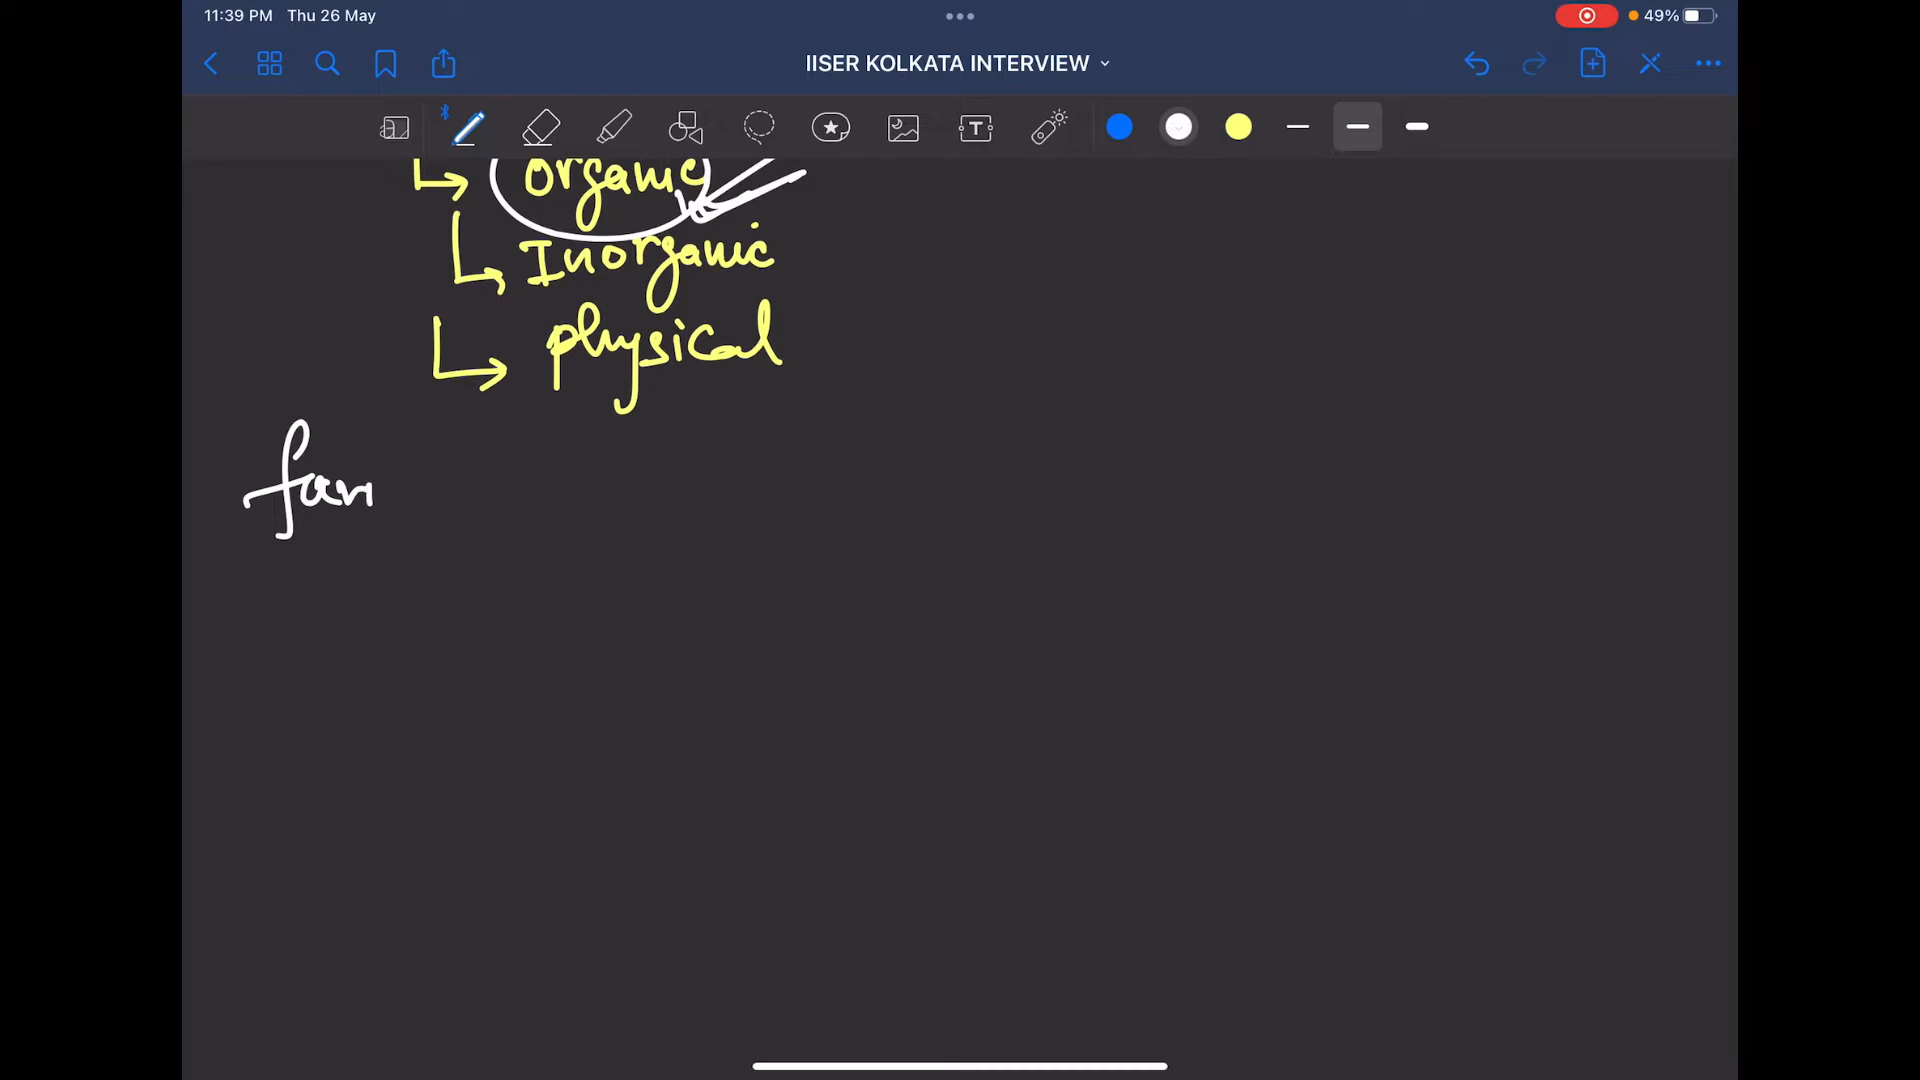 11:39 PM Thu 26 May 49%
IISER KOLKATA INTERVIEW
T
organic
Inorganic
physical
fan